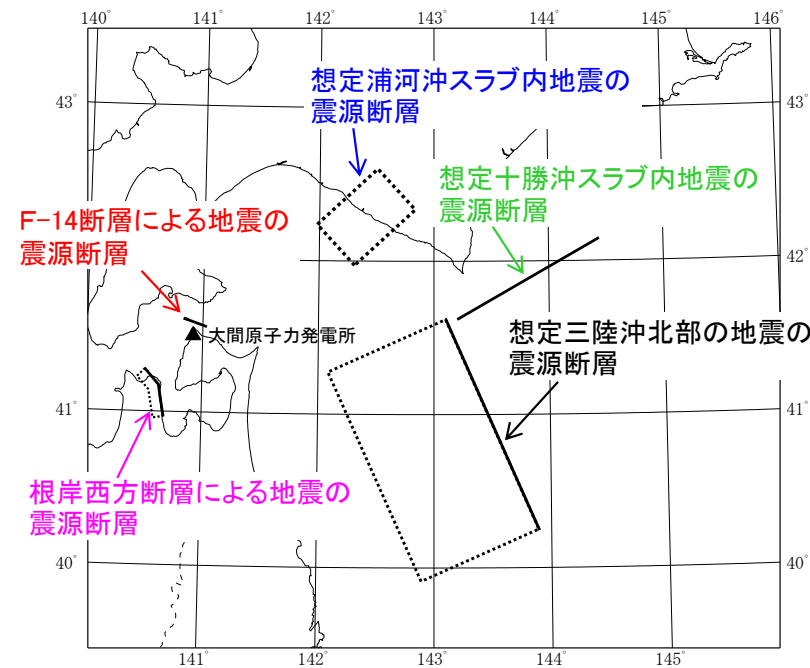 140° 141° 142° 143° 144° 145° 146°
想定浦河沖スラブ内地震の
震源断層
43° 43°
想定十勝沖スラブ内地震の
震源断層
F-14断層による地震の
震源断層
42° 42°
大間原子力発電所
想定三陸沖北部の地震の
震源断層
41° 41°
根岸西方断層による地震の
震源断層
40° 40°
141° 142° 143° 144° 145°